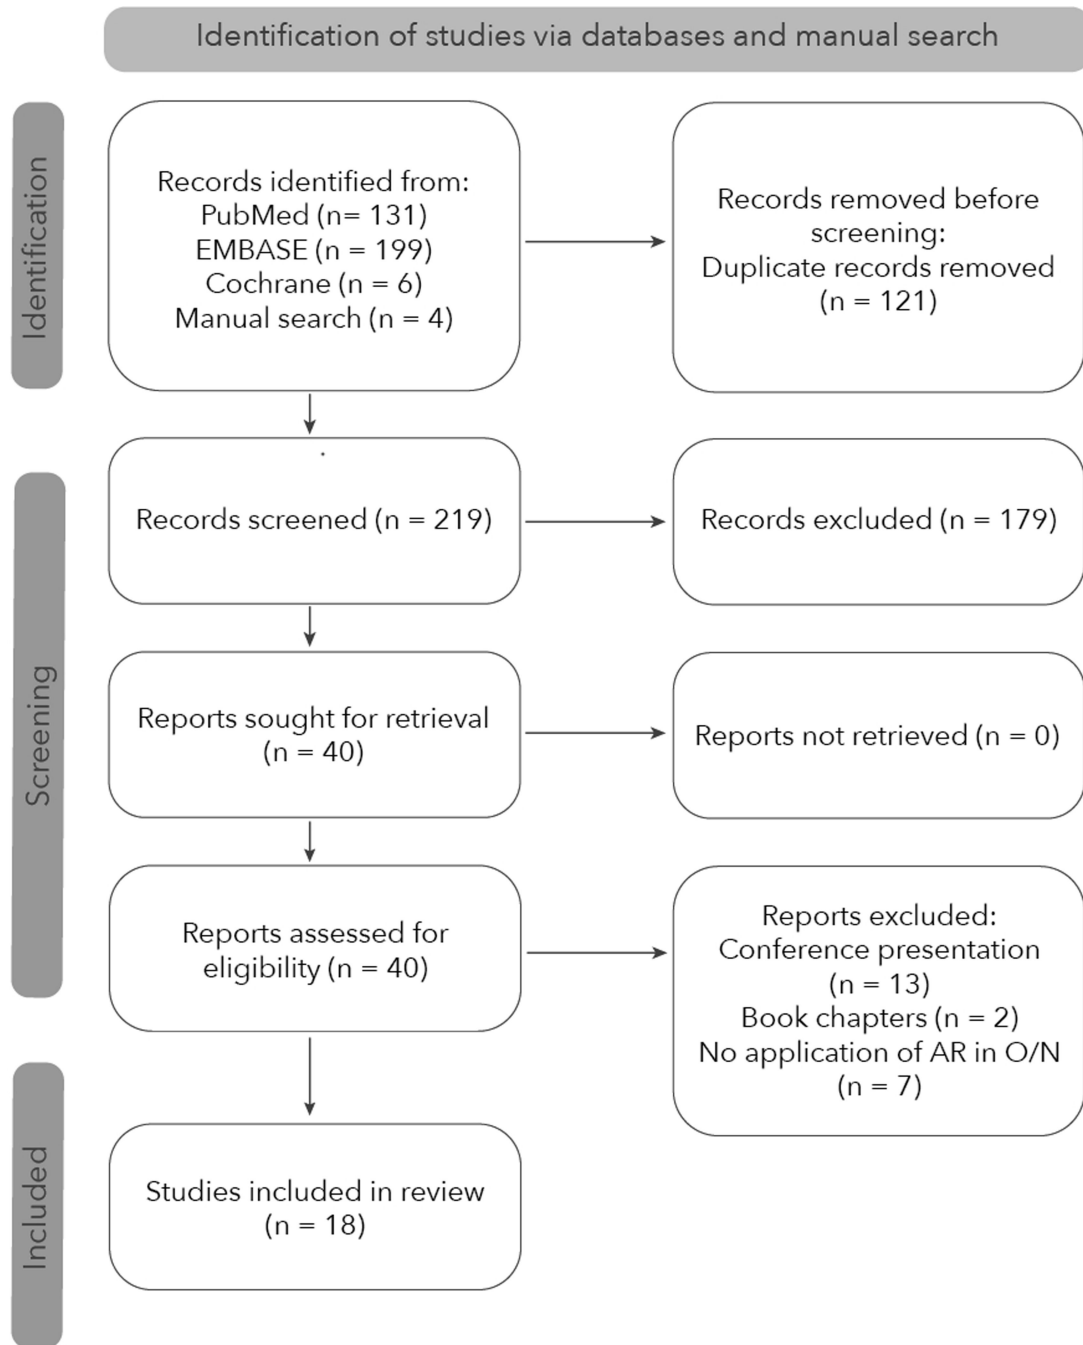 Identification of studies via databases and manual search
Identification
Records identified from:
PubMed (n= 131)
EMBASE (n = 199)
Cochrane (n = 6)
Manual search (n = 4)
Records removed before
screening:
Duplicate records removed
(n = 121)
Screening
Records screened (n = 219)
Records excluded (n = 179)
Reports sought for retrieval
(n = 40)
Reports not retrieved (n = 0)
Reports assessed for
eligibility (n = 40)
Reports excluded:
Conference presentation
(n = 13)
Book chapters (n = 2)
No application of AR in O/N
(n = 7)
Included
Studies included in review
(n = 18)